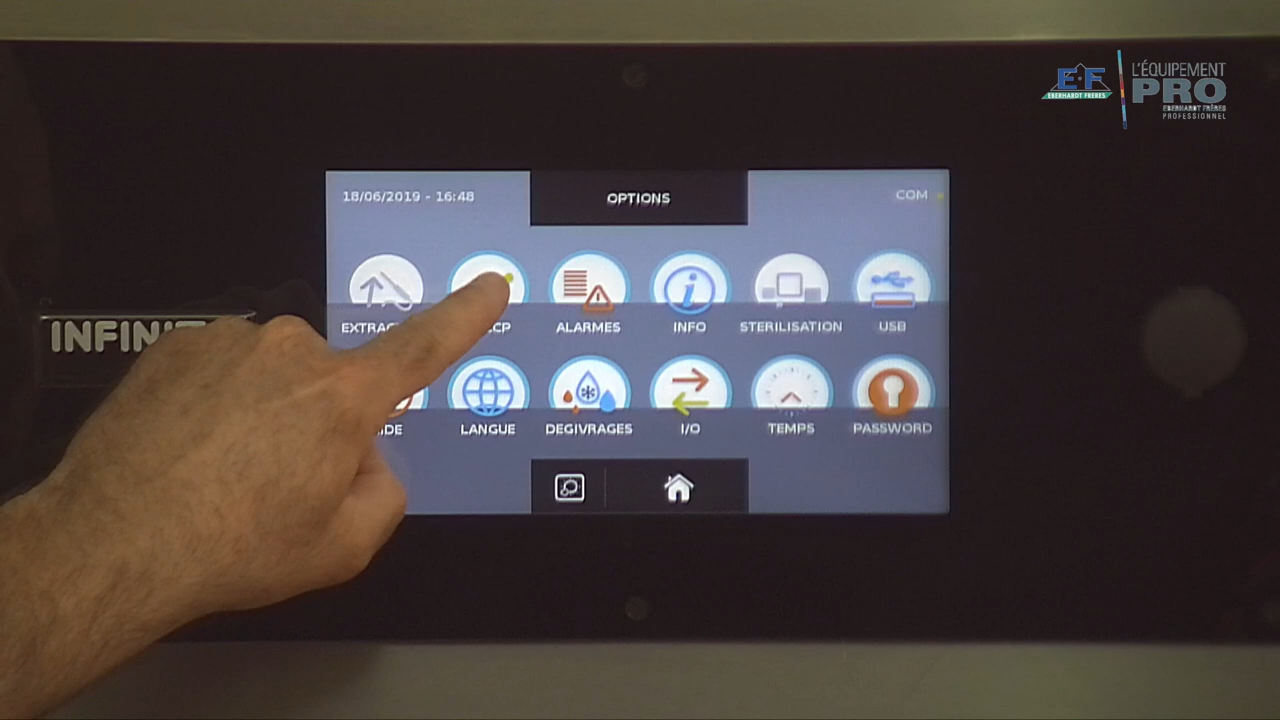 E·F
EBERHARDT FRÈRES
L'ÉQUIPEMENT
PRO
EBERHARDT FRÈRES
PROFESSIONNEL
18/06/2019 - 16:48
OPTIONS
COM
ALARMES
INFO
STERILISATION
USB
LANGUE
DEGIVRAGES
I/O
TEMPS
PASSWORD